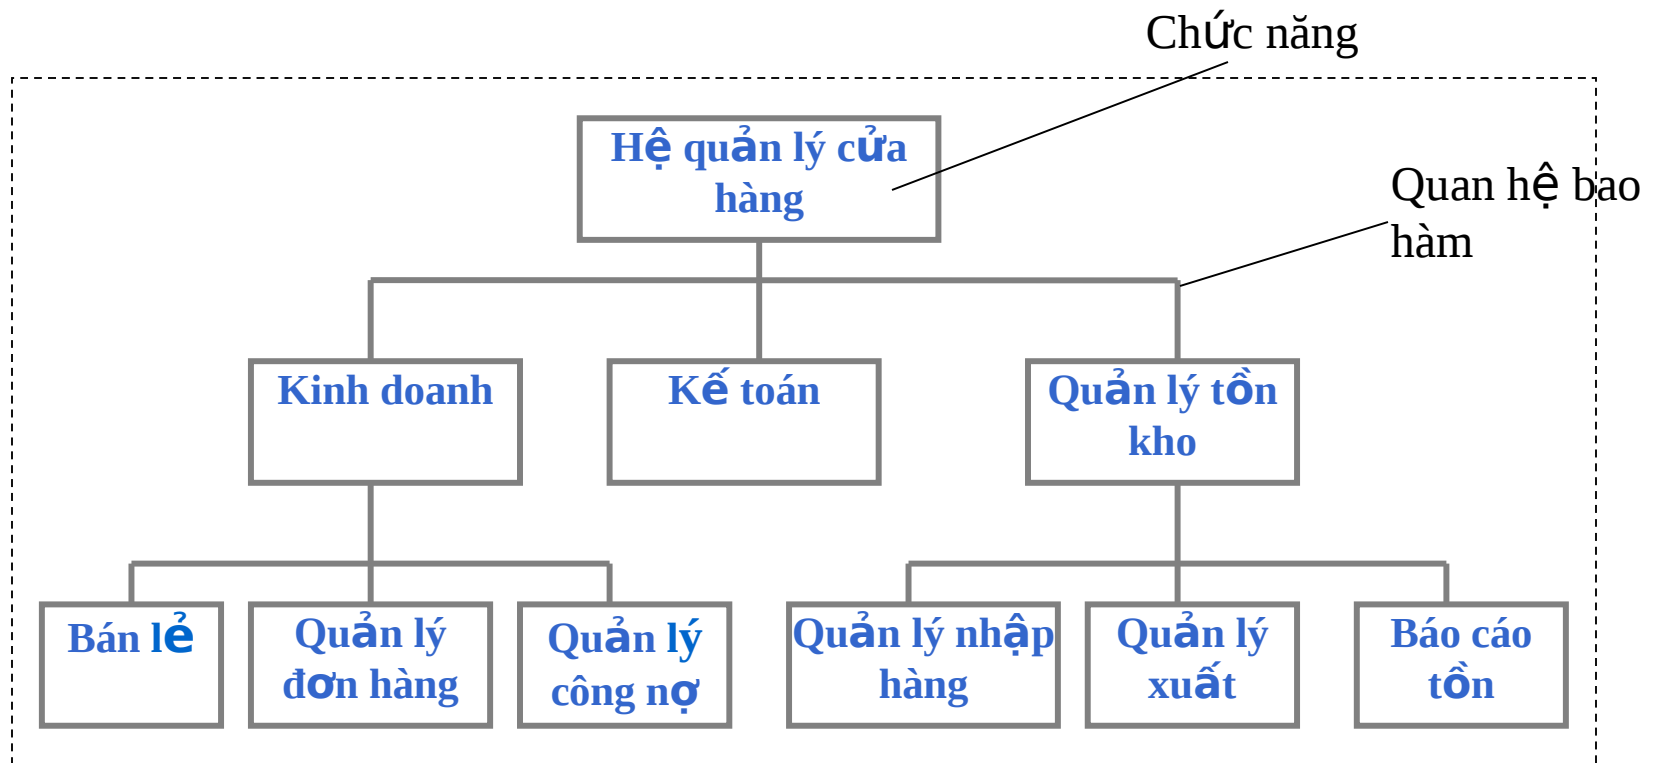 Chức năng
Hệ quản lý cửa
hàng
Quan hệ bao
hàm
Kinh doanh
Kế toán
Quản lý tồn
kho
Bán lẻ
Quản lý
đơn hàng
Quản lý
công nợ
Quản lý nhập
hàng
Quản lý
xuất
Báo cáo
tồn